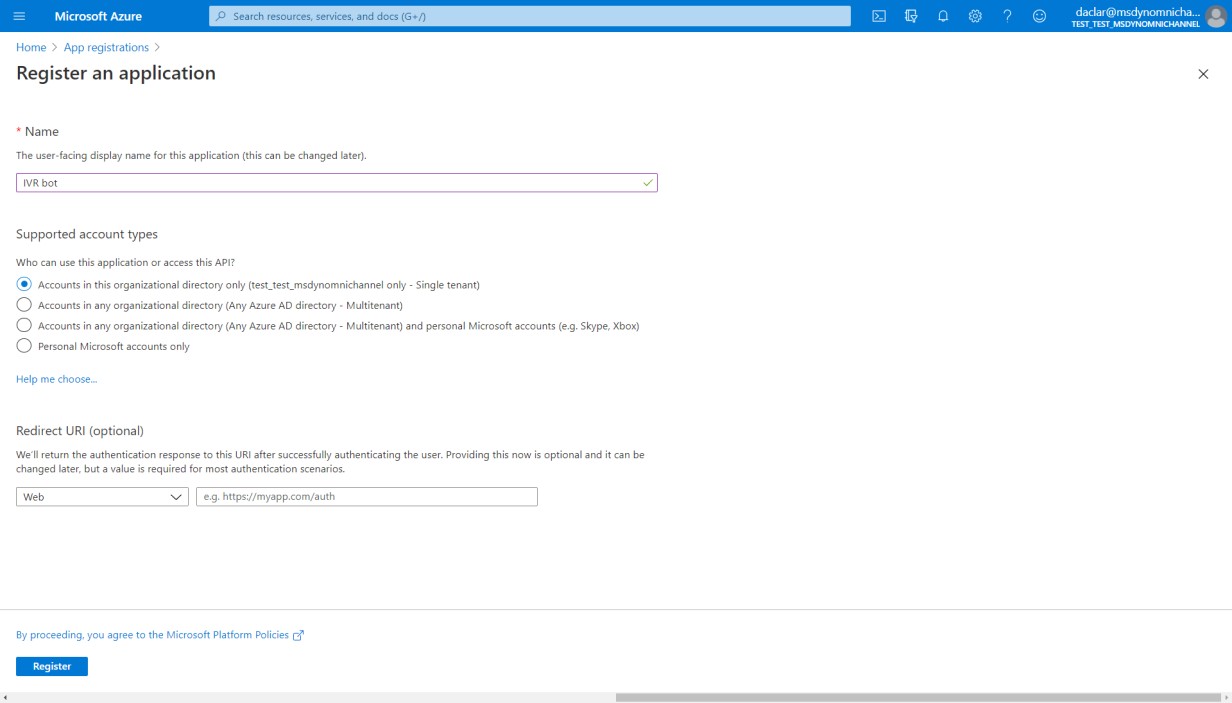 Microsoft Azure
Search resources, services, and docs (G+/)
daclar@msdynomnicha...
TEST_TEST_MSDYNOMNICHANNEL
Home > App registrations >
Register an application
* Name
The user-facing display name for this application (this can be changed later).
IVR bot
Supported account types
Who can use this application or access this API?
Accounts in this organizational directory only (test_test_msdynomnichannel only - Single tenant)
Accounts in any organizational directory (Any Azure AD directory - Multitenant)
Accounts in any organizational directory (Any Azure AD directory - Multitenant) and personal Microsoft accounts (e.g. Skype, Xbox)
Personal Microsoft accounts only
Help me choose...
Redirect URI (optional)
We'll return the authentication response to this URI after successfully authenticating the user. Providing this now is optional and it can be
changed later, but a value is required for most authentication scenarios.
Web
e.g. https://myapp.com/auth
By proceeding, you agree to the Microsoft Platform Policies
Register